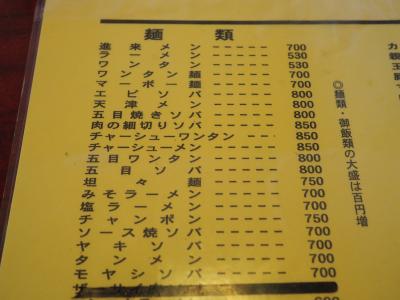 麺類
進来メン-----700
ラーメン-----530
ワンタン-----530
ワンタン麺-----700
マーボー麺-----700
エビソバ-----800
天津メン-----800
五目焼きソバ-----800
肉の細切りソバ-----850
チャーシューワンタン---850
チャーシューメン-----850
五目ワンタン-----800
五目ソバ-----800
坦々麺-----750
みそラーメン-----700
塩ラーメン-----700
チャンポン-----750
ソース焼ソバ-----700
ヤキソバ-----700
タンメン-----700
モヤシソバ-----700
◎麺類・御飯類の大盛は百円増